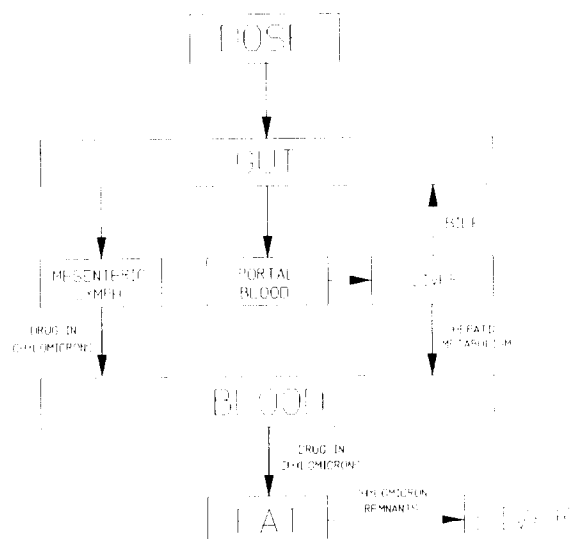 DOSE
GUT
BILE
MESENTERIC
LYMPH
PORTAL
BLOOD
LIVER
DRUG IN
CHYLOMICRONS
HEPATIC
METABOLISM
BLOOD
DRUG IN
CHYLOMICRONS
FAT
CHYLOMICRON
REMNANTS
LIVER